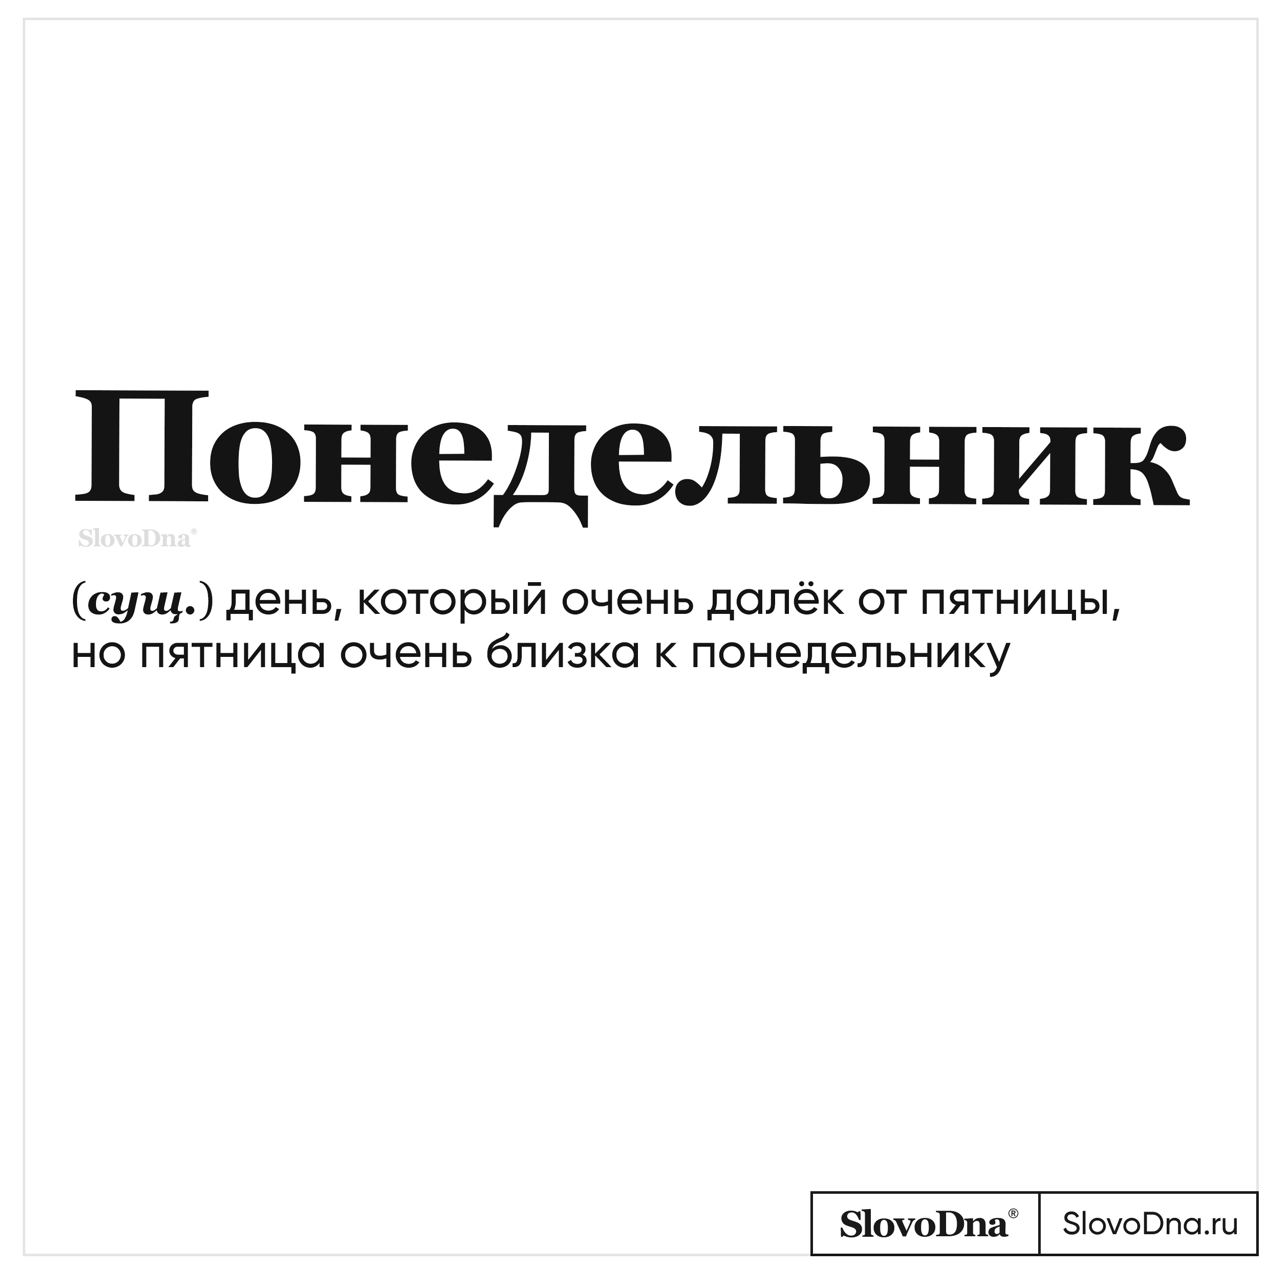 Понедельник
SlovoDna®
(сущ.) день, который очень далёк от пятницы,
но пятница очень близка к понедельнику
SlovoDna® SlovoDna.ru